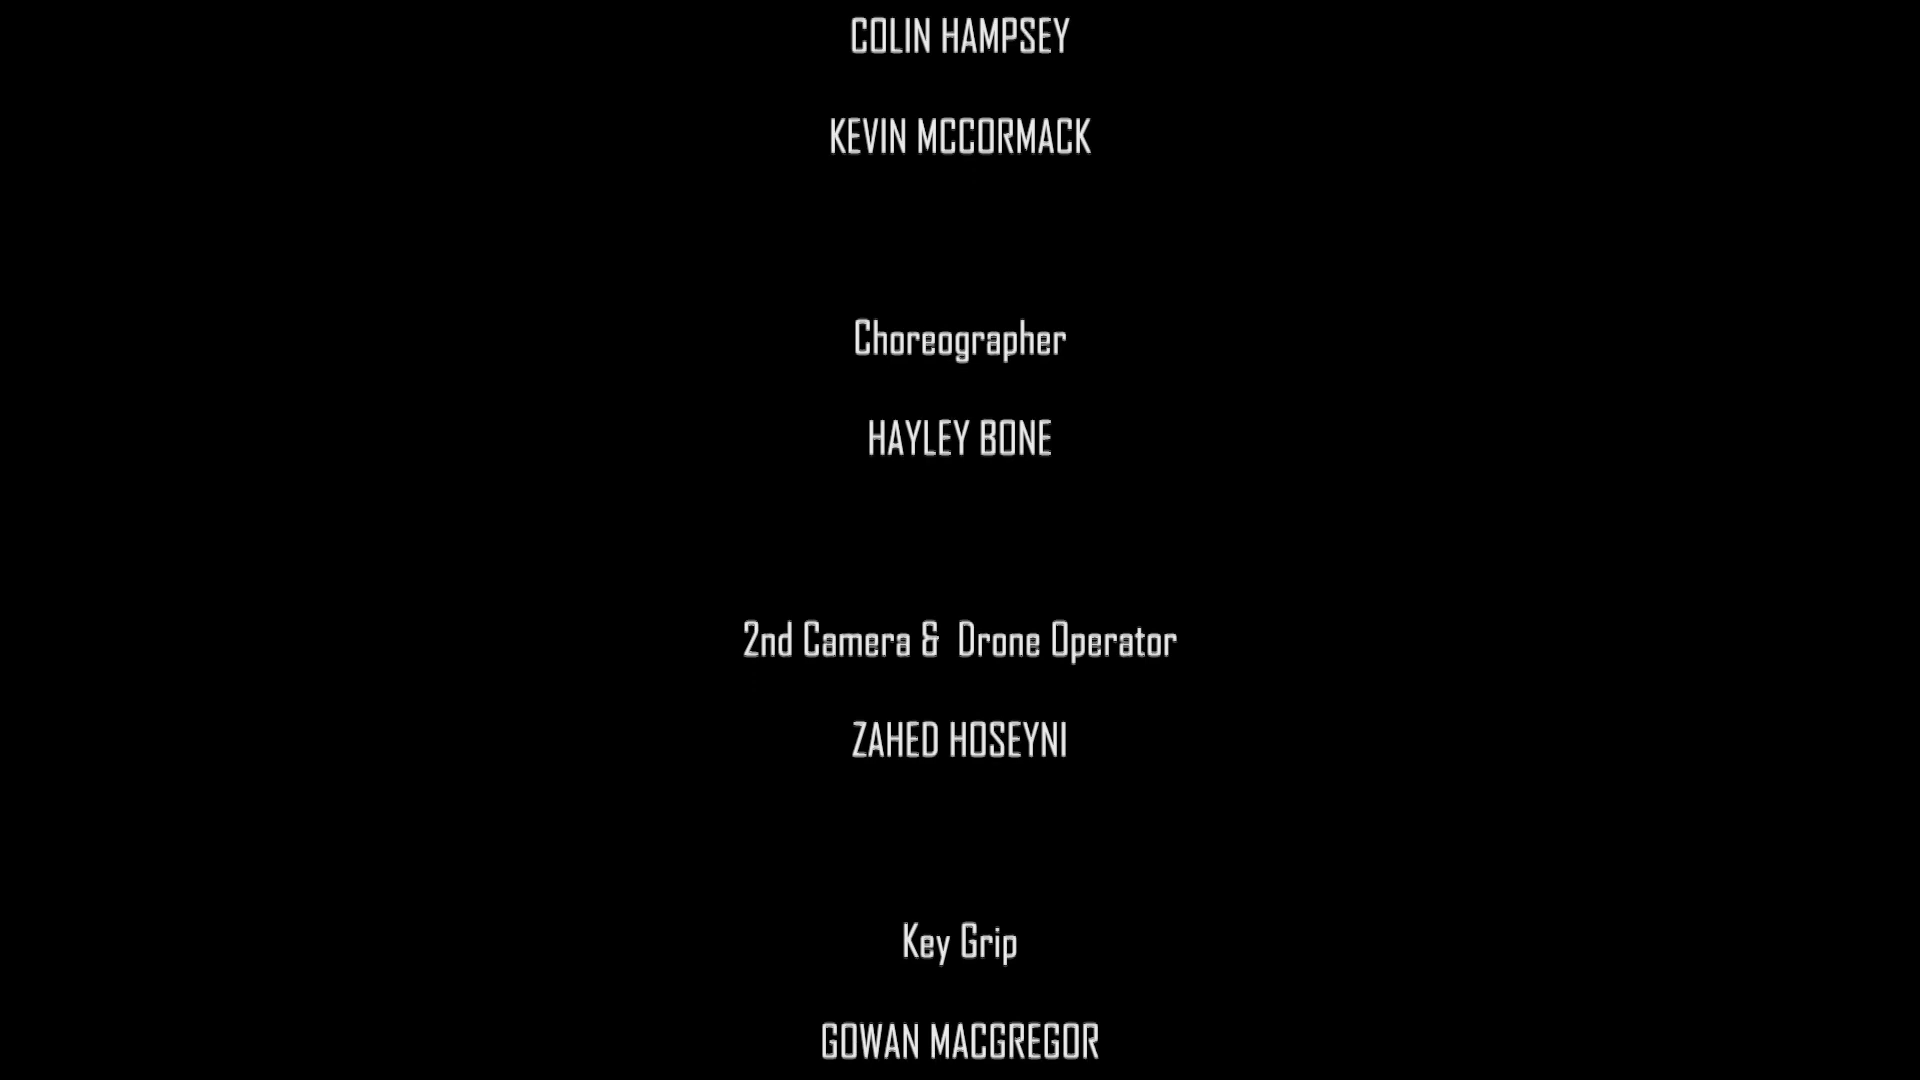 COLIN HAMPSEY
KEVIN MCCORMACK
Choreographer
HAYLEY BONE
2nd Camera &  Drone Operator
ZAHED HOSEYNI
Key Grip
GOWAN MACGREGOR